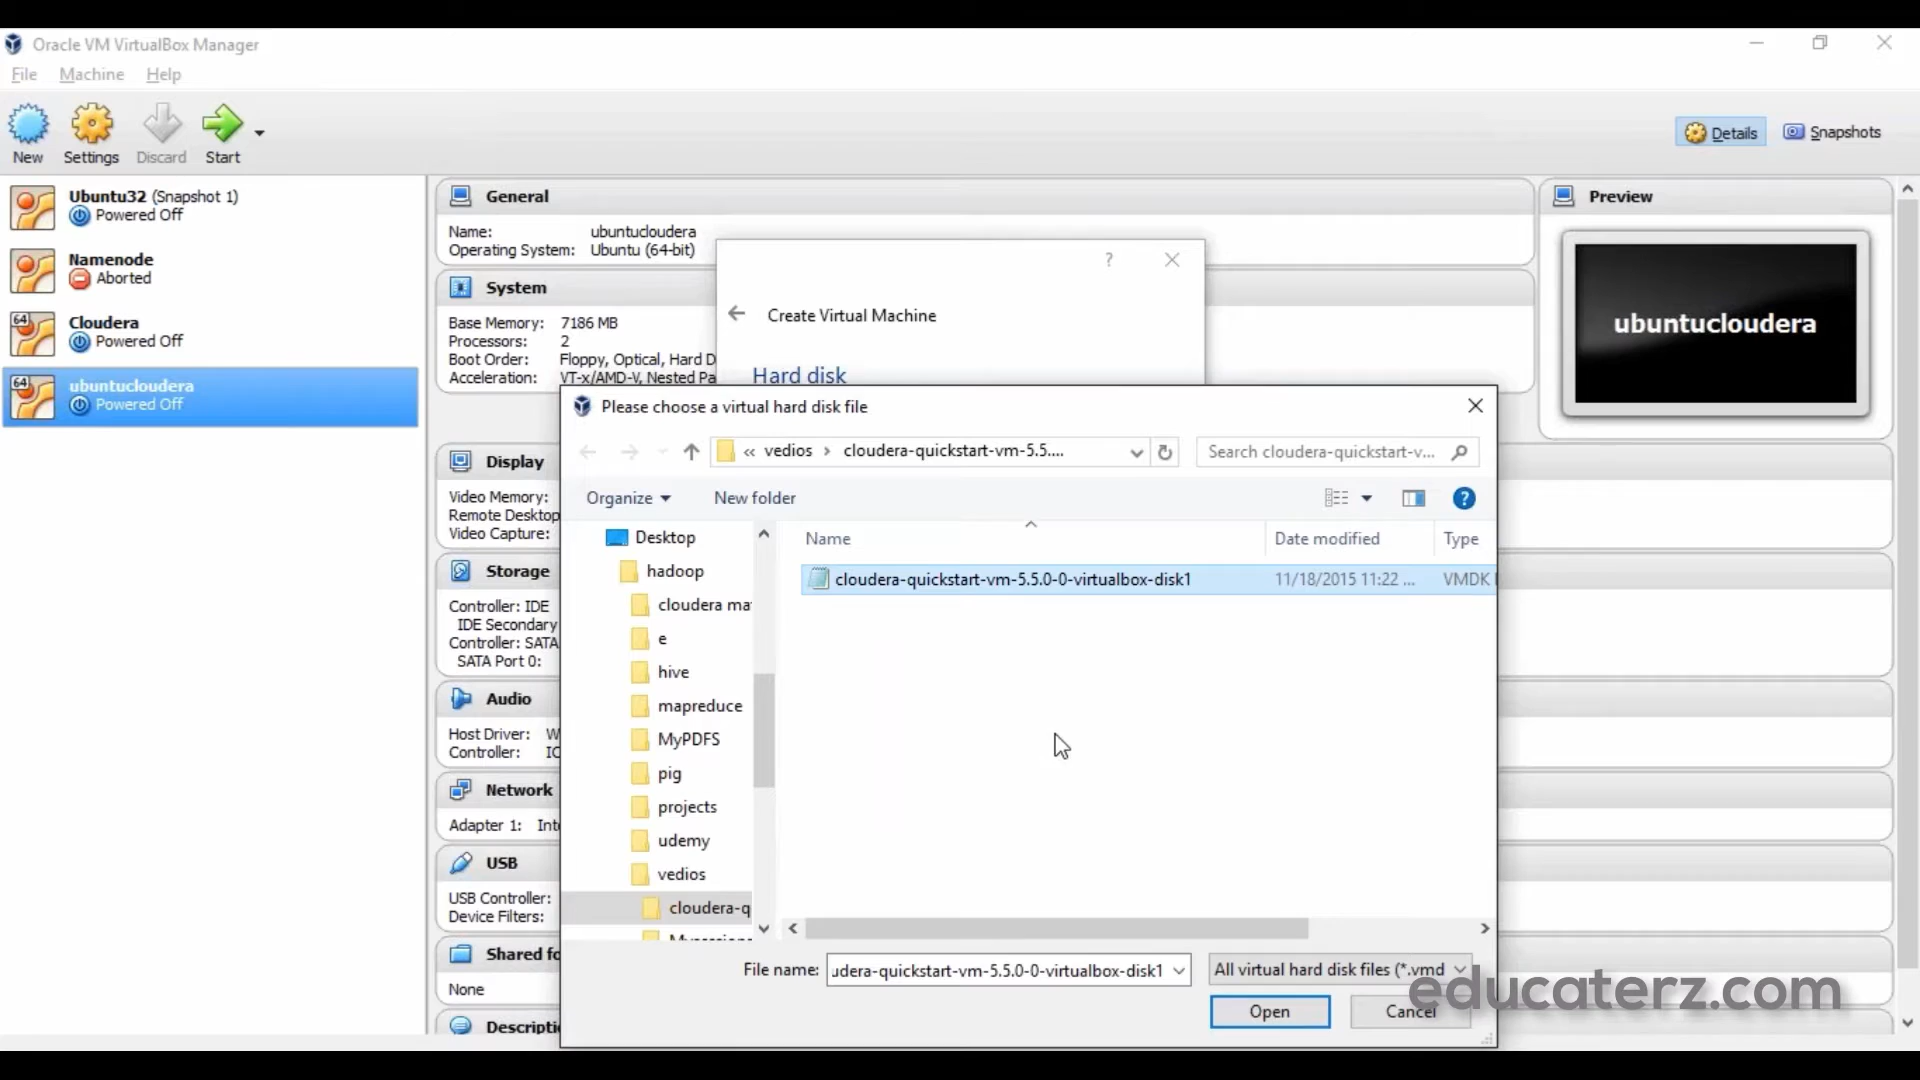 Oracle VM VirtualBox Manager
File Machine Help
New Settings Discard Start
Details Snapshots
Ubuntu32 (Snapshot 1)
Powered Off
Namenode
Aborted
64 Cloudera
Powered Off
64 ubuntucloudera
Powered Off
General
Name: ubuntucloudera
Operating System: Ubuntu (64-bit)
System
Base Memory: 7186 MB
Processors: 2
Boot Order: Floppy, Optical, Hard D
Acceleration: VT-x/AMD-V, Nested Pa
Display
Video Memory:
Remote Desktop
Video Capture:
Storage
Controller: IDE
IDE Secondary
Controller: SATA
SATA Port 0:
Audio
Host Driver: W
Controller: IC
Network
Adapter 1: Int
USB
USB Controller:
Device Filters:
Shared fo
None
Descripti
Preview
ubuntucloudera
?
Create Virtual Machine
Hard disk
Please choose a virtual hard disk file
« vedios › cloudera-quickstart-vm-5.5....
Search cloudera-quickstart-v...
Organize New folder
?
Desktop
hadoop
cloudera ma
e
hive
mapreduce
MyPDFS
pig
projects
udemy
vedios
cloudera-q
Name Date modified Type
cloudera-quickstart-vm-5.5.0-0-virtualbox-disk1 11/18/2015 11:22 ... VMDK
File name: udera-quickstart-vm-5.5.0-0-virtualbox-disk1 All virtual hard disk files (*.vmd
Open Cancel
educaterz.com